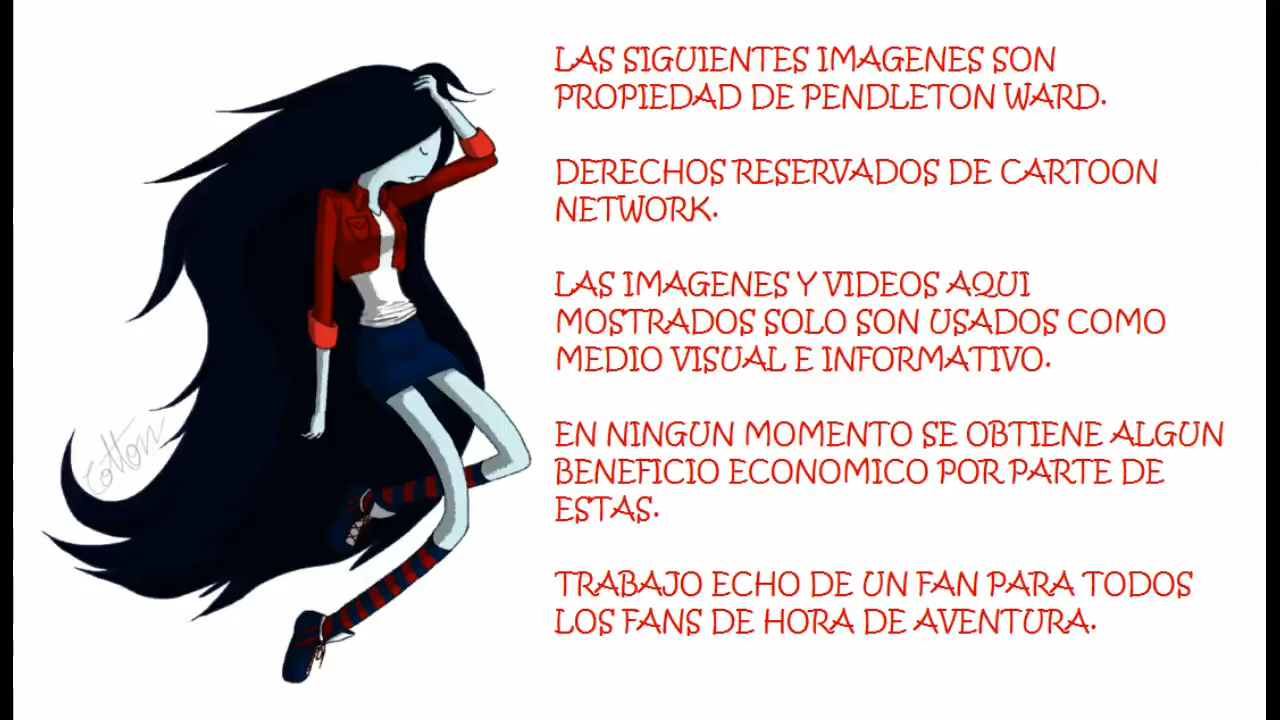 LAS SIGUIENTES IMAGENES SON
PROPIEDAD DE PENDLETON WARD.
DERECHOS RESERVADOS DE CARTOON
NETWORK.
LAS IMAGENES Y VIDEOS AQUI
MOSTRADOS SOLO SON USADOS COMO
MEDIO VISUAL E INFORMATIVO.
EN NINGUN MOMENTO SE OBTIENE ALGUN
BENEFICIO ECONOMICO POR PARTE DE
ESTAS.
TRABAJO ECHO DE UN FAN PARA TODOS
LOS FANS DE HORA DE AVENTURA.
Cotton